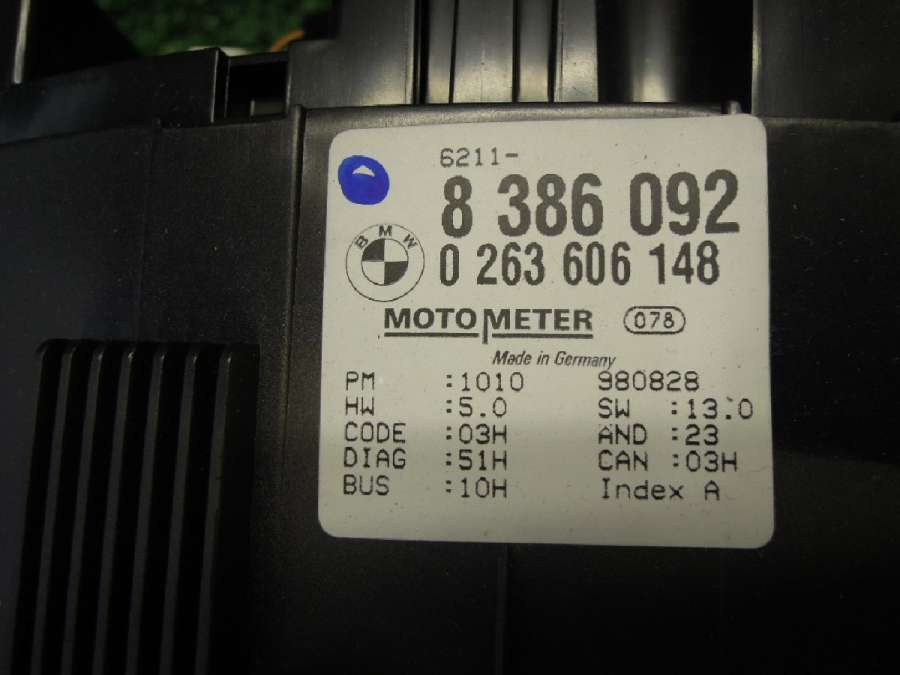 6211-
8 386 092
BMW
0 263 606 148
MOTOMETER 078
Made in Germany
PM :1010 980828
HW :5.0 SW :13.0
CODE :03H AND :23
DIAG :51H CAN :03H
BUS :10H Index A